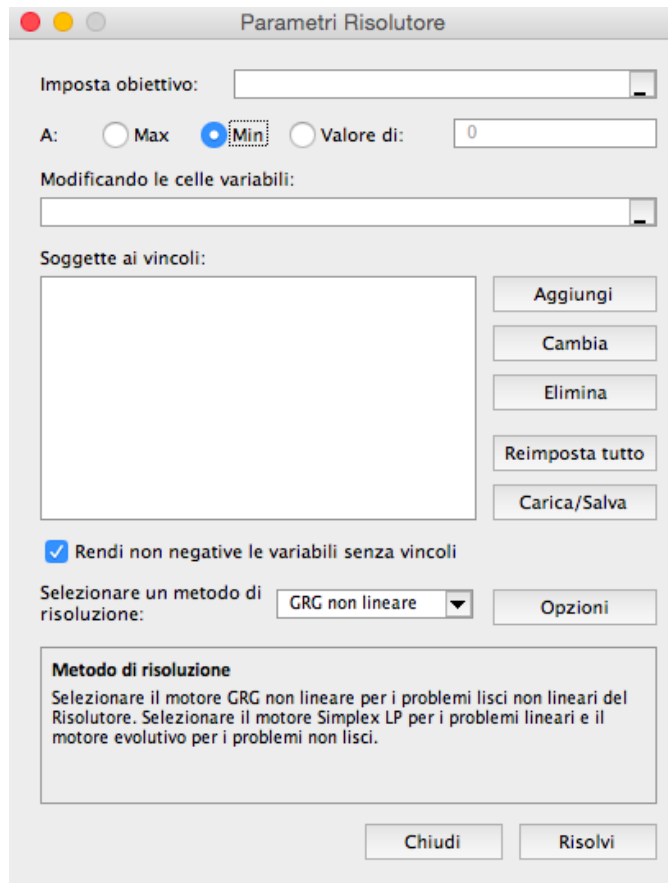 Parametri Risolutore
Imposta obiettivo:
A: Max Min Valore di: 0
Modificando le celle variabili:
Soggette ai vincoli:
Aggiungi
Cambia
Elimina
Reimposta tutto
Carica/Salva
Rendi non negative le variabili senza vincoli
Selezionare un metodo di
risoluzione:
GRG non lineare
Opzioni
Metodo di risoluzione
Selezionare il motore GRG non lineare per i problemi lisci non lineari del
Risolutore. Selezionare il motore Simplex LP per i problemi lineari e il
motore evolutivo per i problemi non lisci.
Chiudi
Risolvi